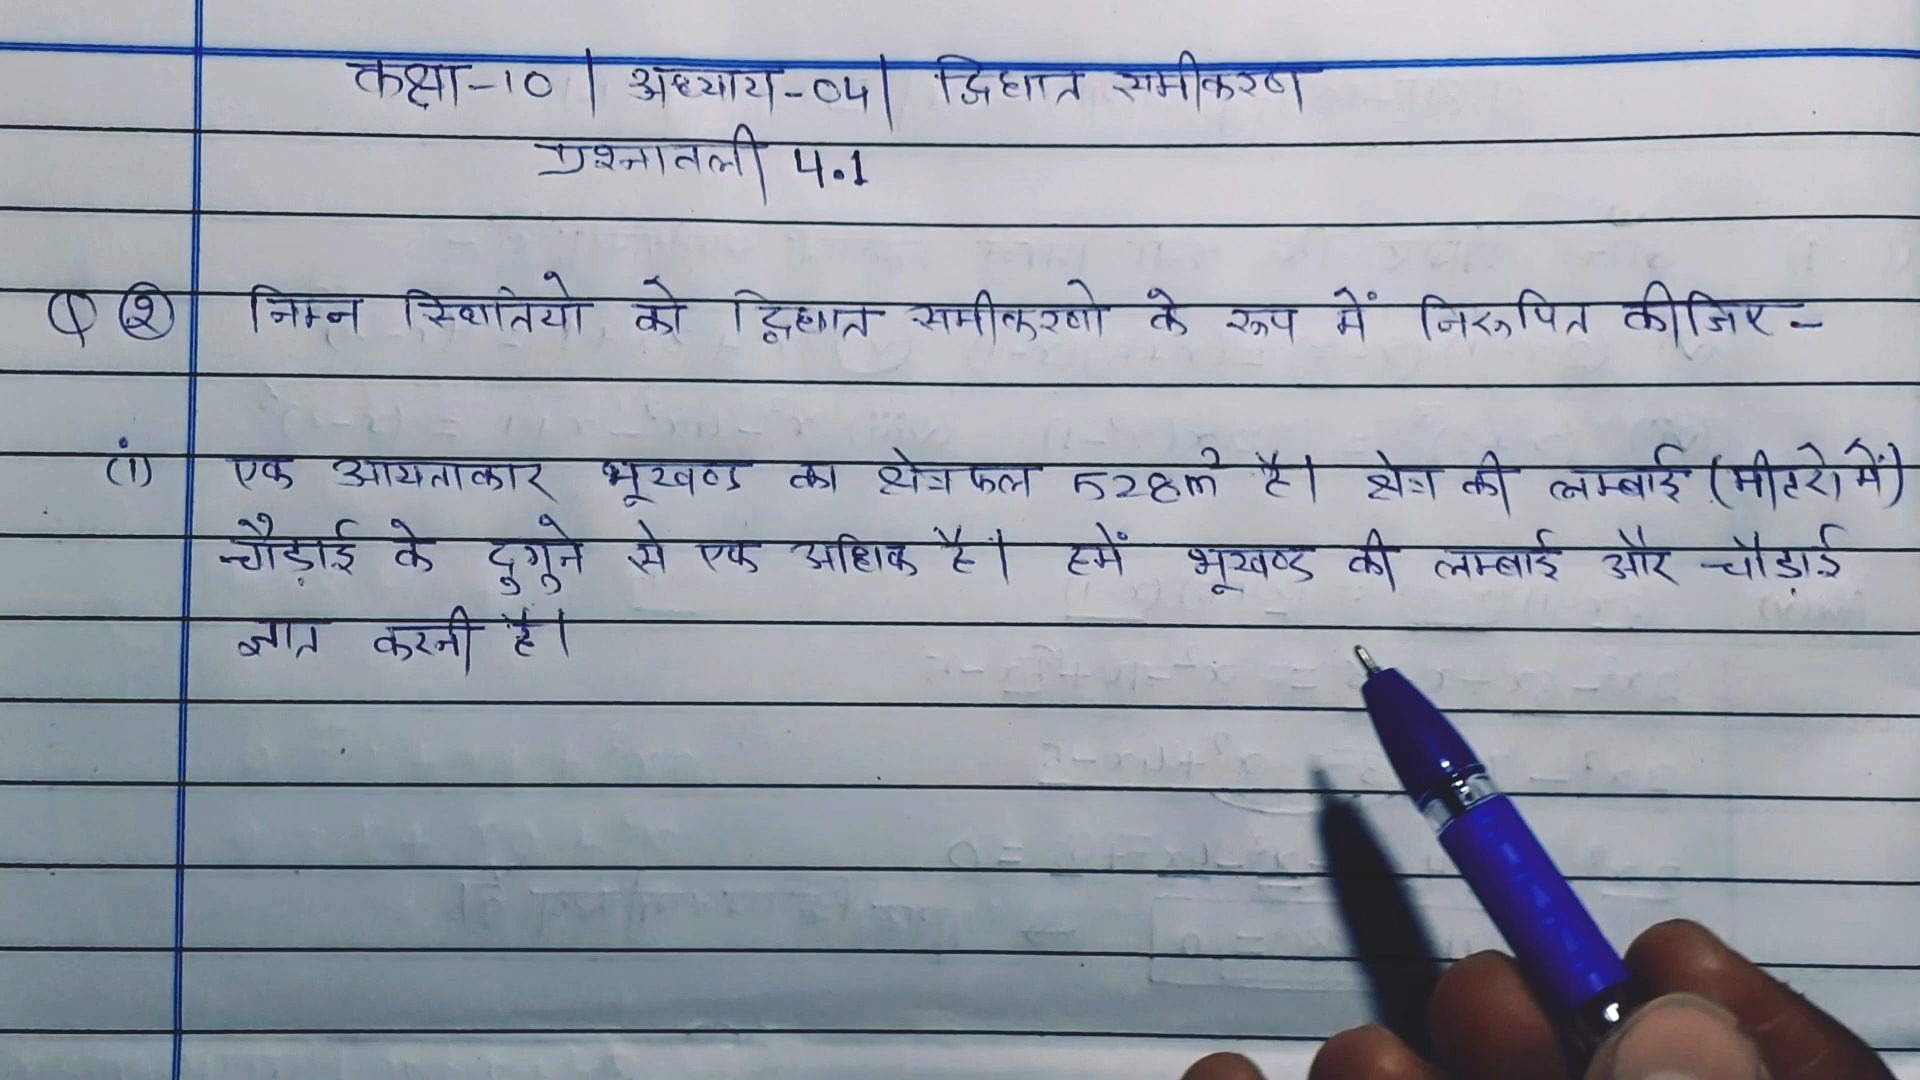 कक्षा-10 | अध्याय-04 | द्विघात समीकरण
प्रश्नावली 4.1
Q ② निम्न स्थितियो को द्विघात समीकरणो के रूप में निरूपित कीजिए -
(i) एक आयताकार भूखण्ड का क्षेत्रफल 528m² है। क्षेत्र की लम्बाई (मीटरो में)
चौड़ाई के दुगुने से एक अधिक है। हमें भूखण्ड की लम्बाई और चौड़ाई
ज्ञात करनी है।